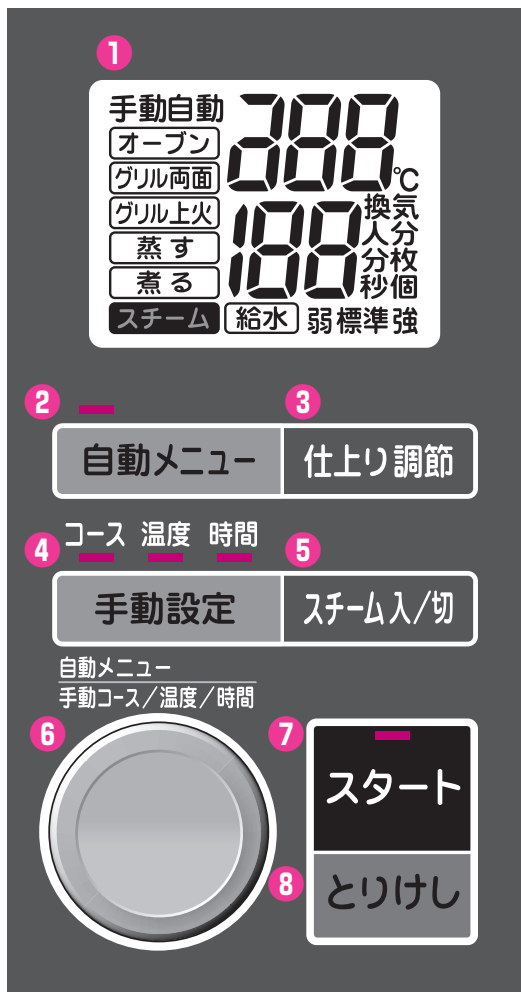 1
手動自動 288
オーブン
グリル両面 ℃
グリル上火 188 換気
蒸す 人分
煮る 分枚
秒個
スチーム 給水 弱標準強
2 3
自動メニュー 仕上り調節
4 コース 温度 時間 5
手動設定 スチーム入/切
自動メニュー
手動コース/温度/時間
6 7
スタート
8
とりけし